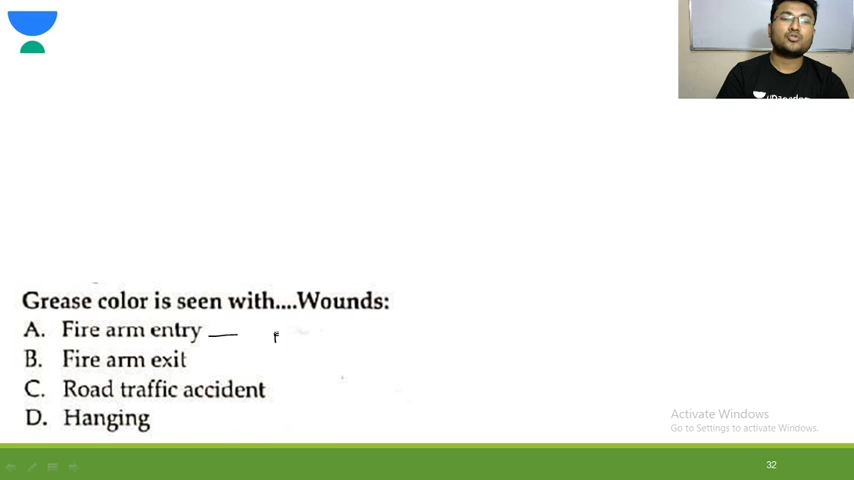 Grease color is seen with....Wounds:
A. Fire arm entry
B. Fire arm exit
C. Road traffic accident
D. Hanging
Activate Windows
Go to Settings to activate Windows.
32